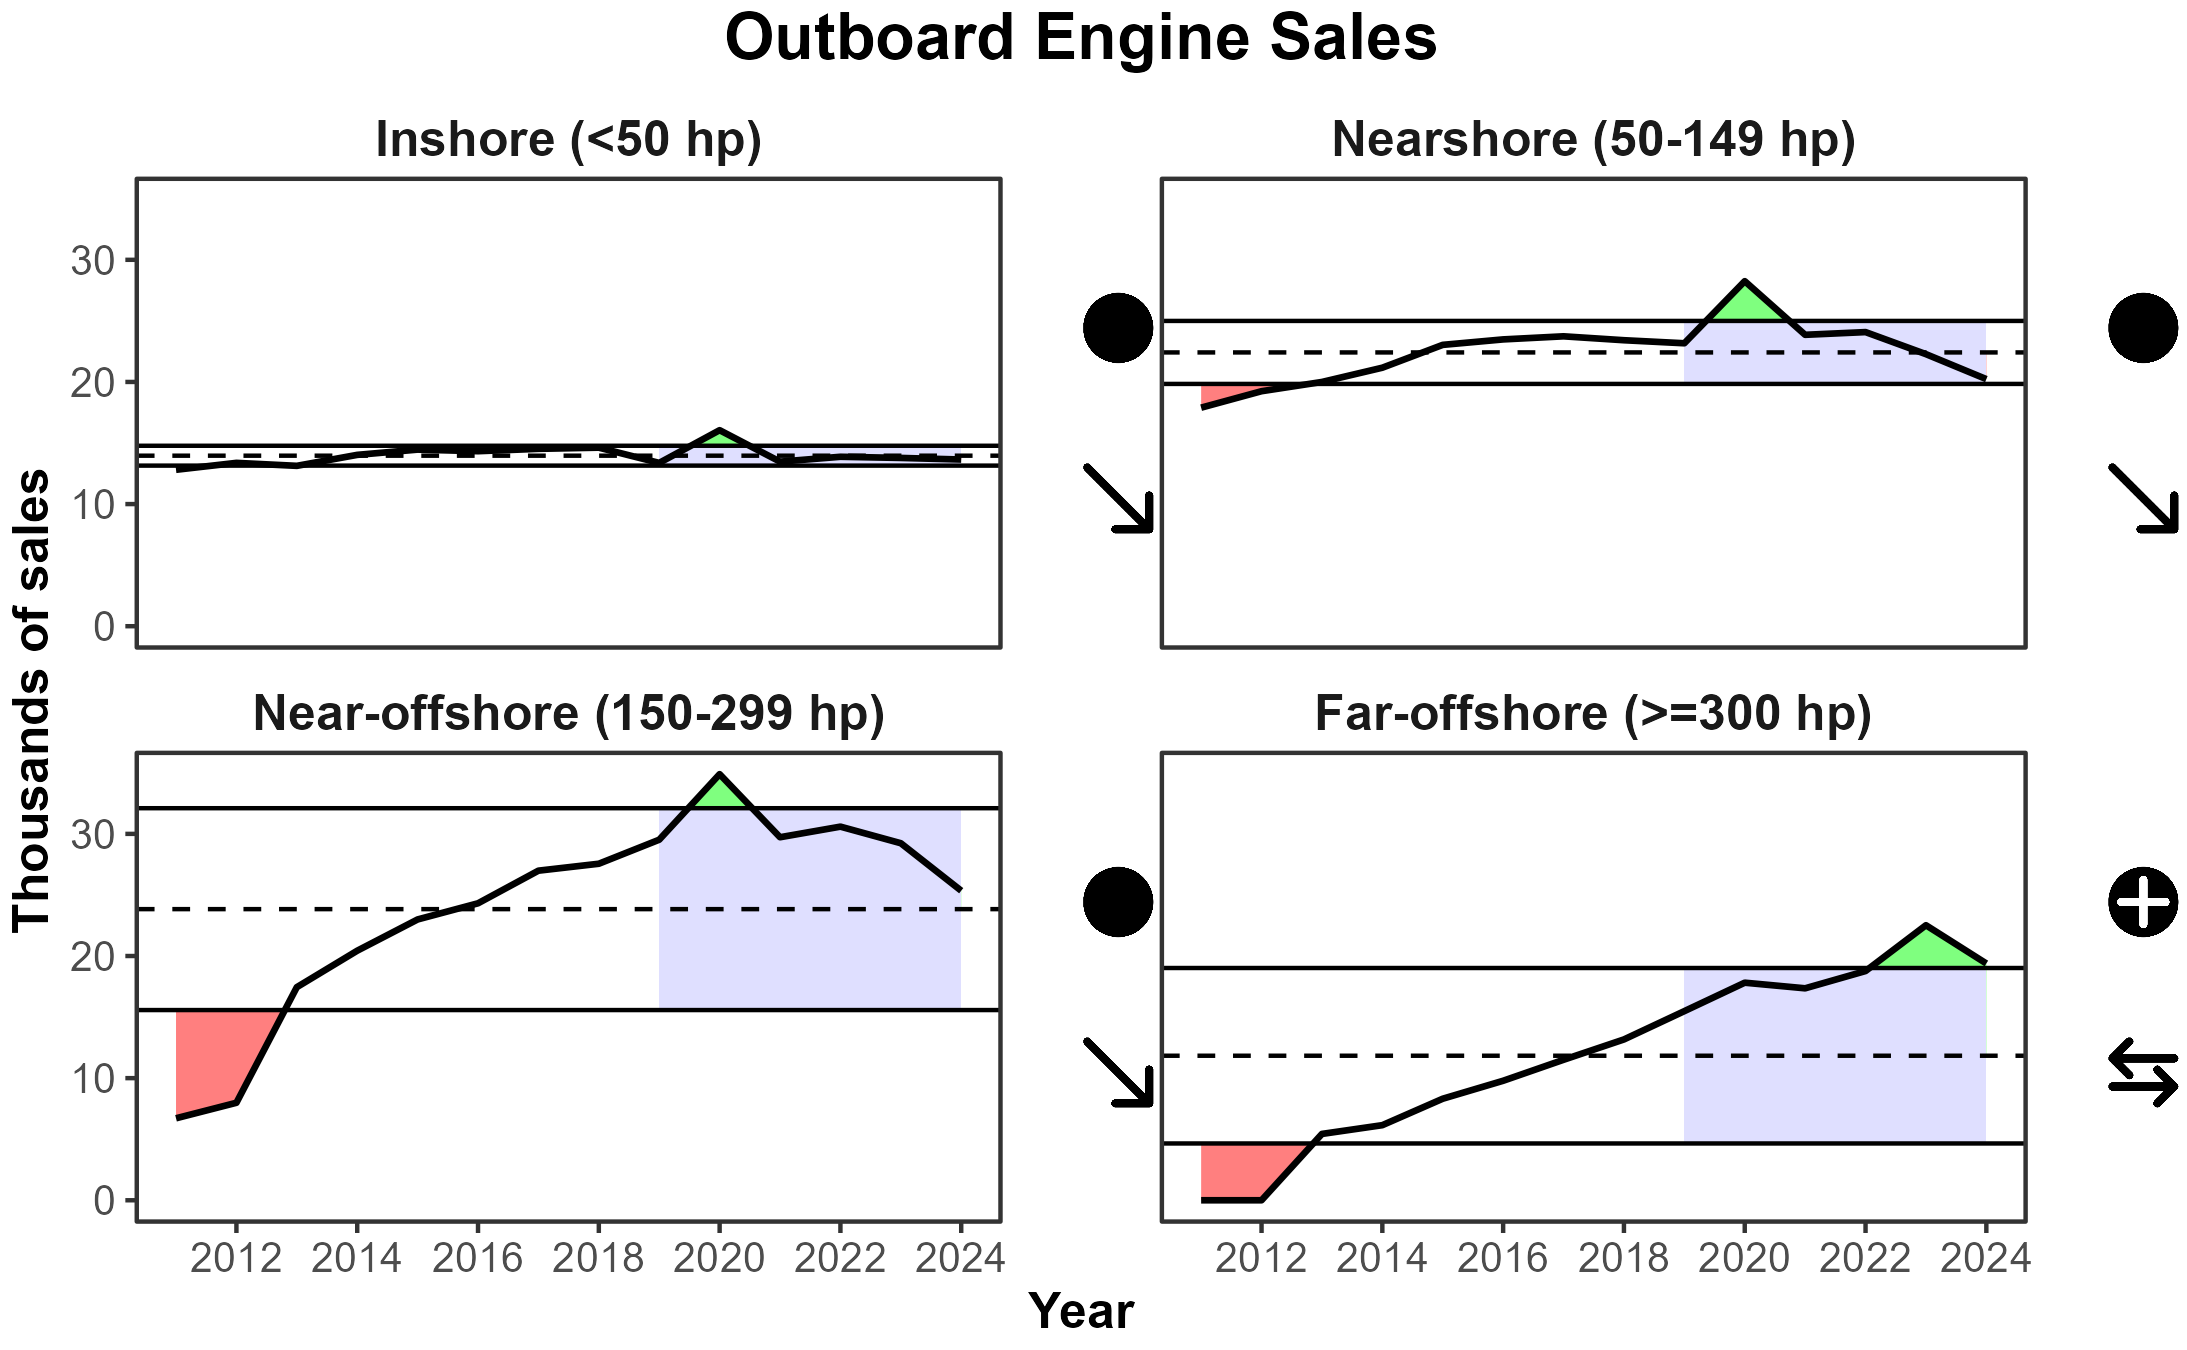 Outboard Engine Sales
Inshore (<50 hp)
Nearshore (50-149 hp)
30
20
10
0
Thousands of sales
Near-offshore (150-299 hp)
Far-offshore (>=300 hp)
30
20
10
0
2012 2014 2016 2018 2020 2022 2024
2012 2014 2016 2018 2020 2022 2024
Year